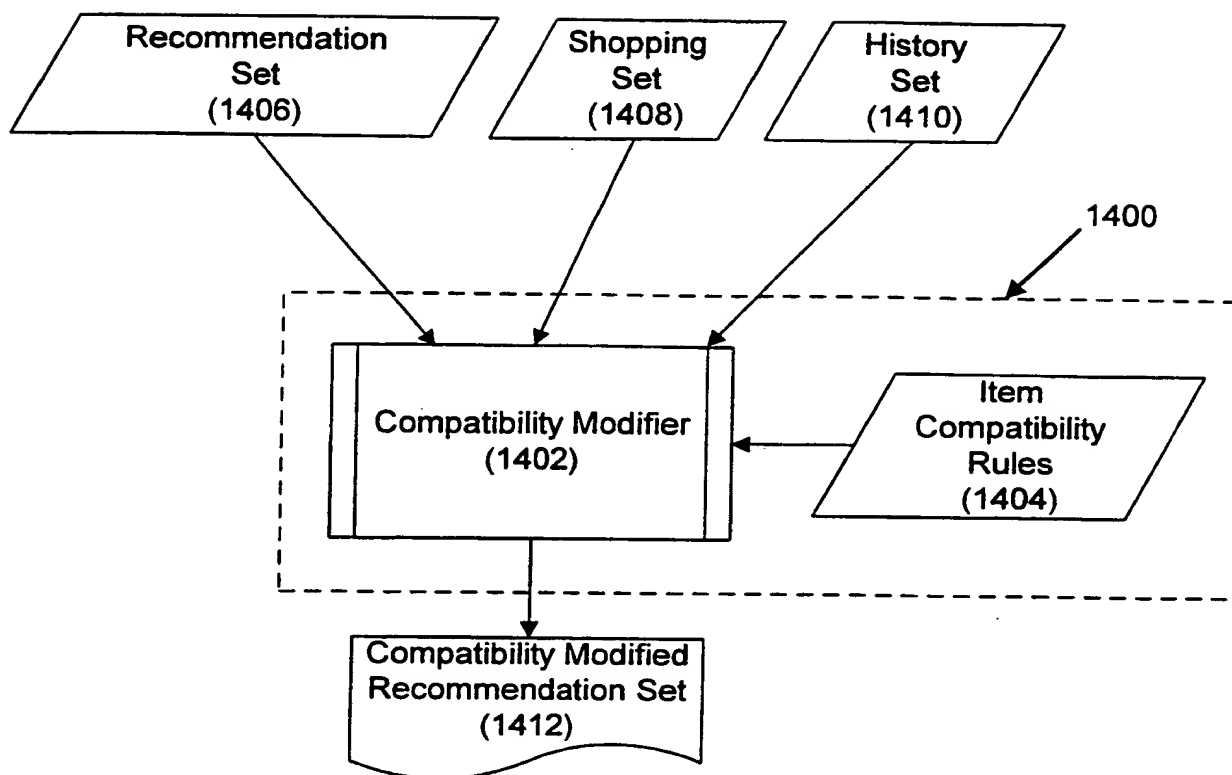 Recommendation
Set
(1406)
Shopping
Set
(1408)
History
Set
(1410)
1400
Compatibility Modifier
(1402)
Item
Compatibility
Rules
(1404)
Compatibility Modified
Recommendation Set
(1412)